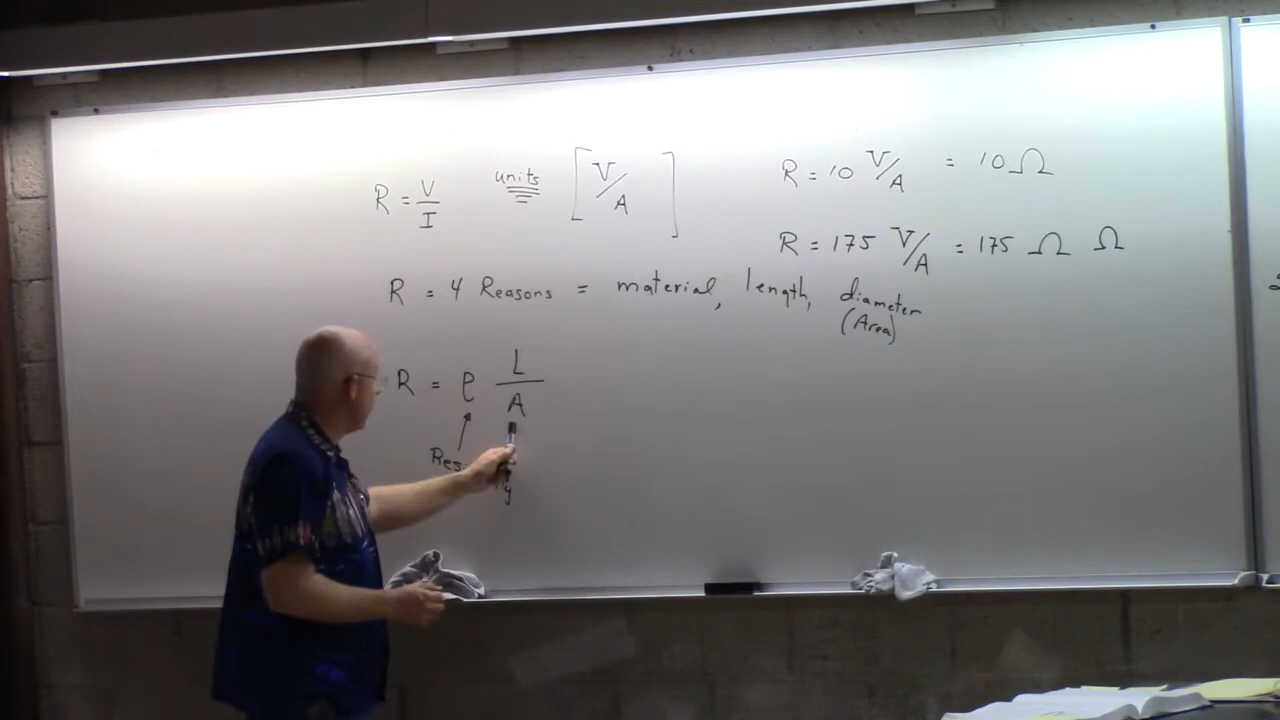 R = V/I units [V/A] R = 10 V/A = 10 Ω
R = 175 V/A = 175 Ω Ω
R = 4 Reasons = material, length, diameter
(Area)
R = ρ L/A